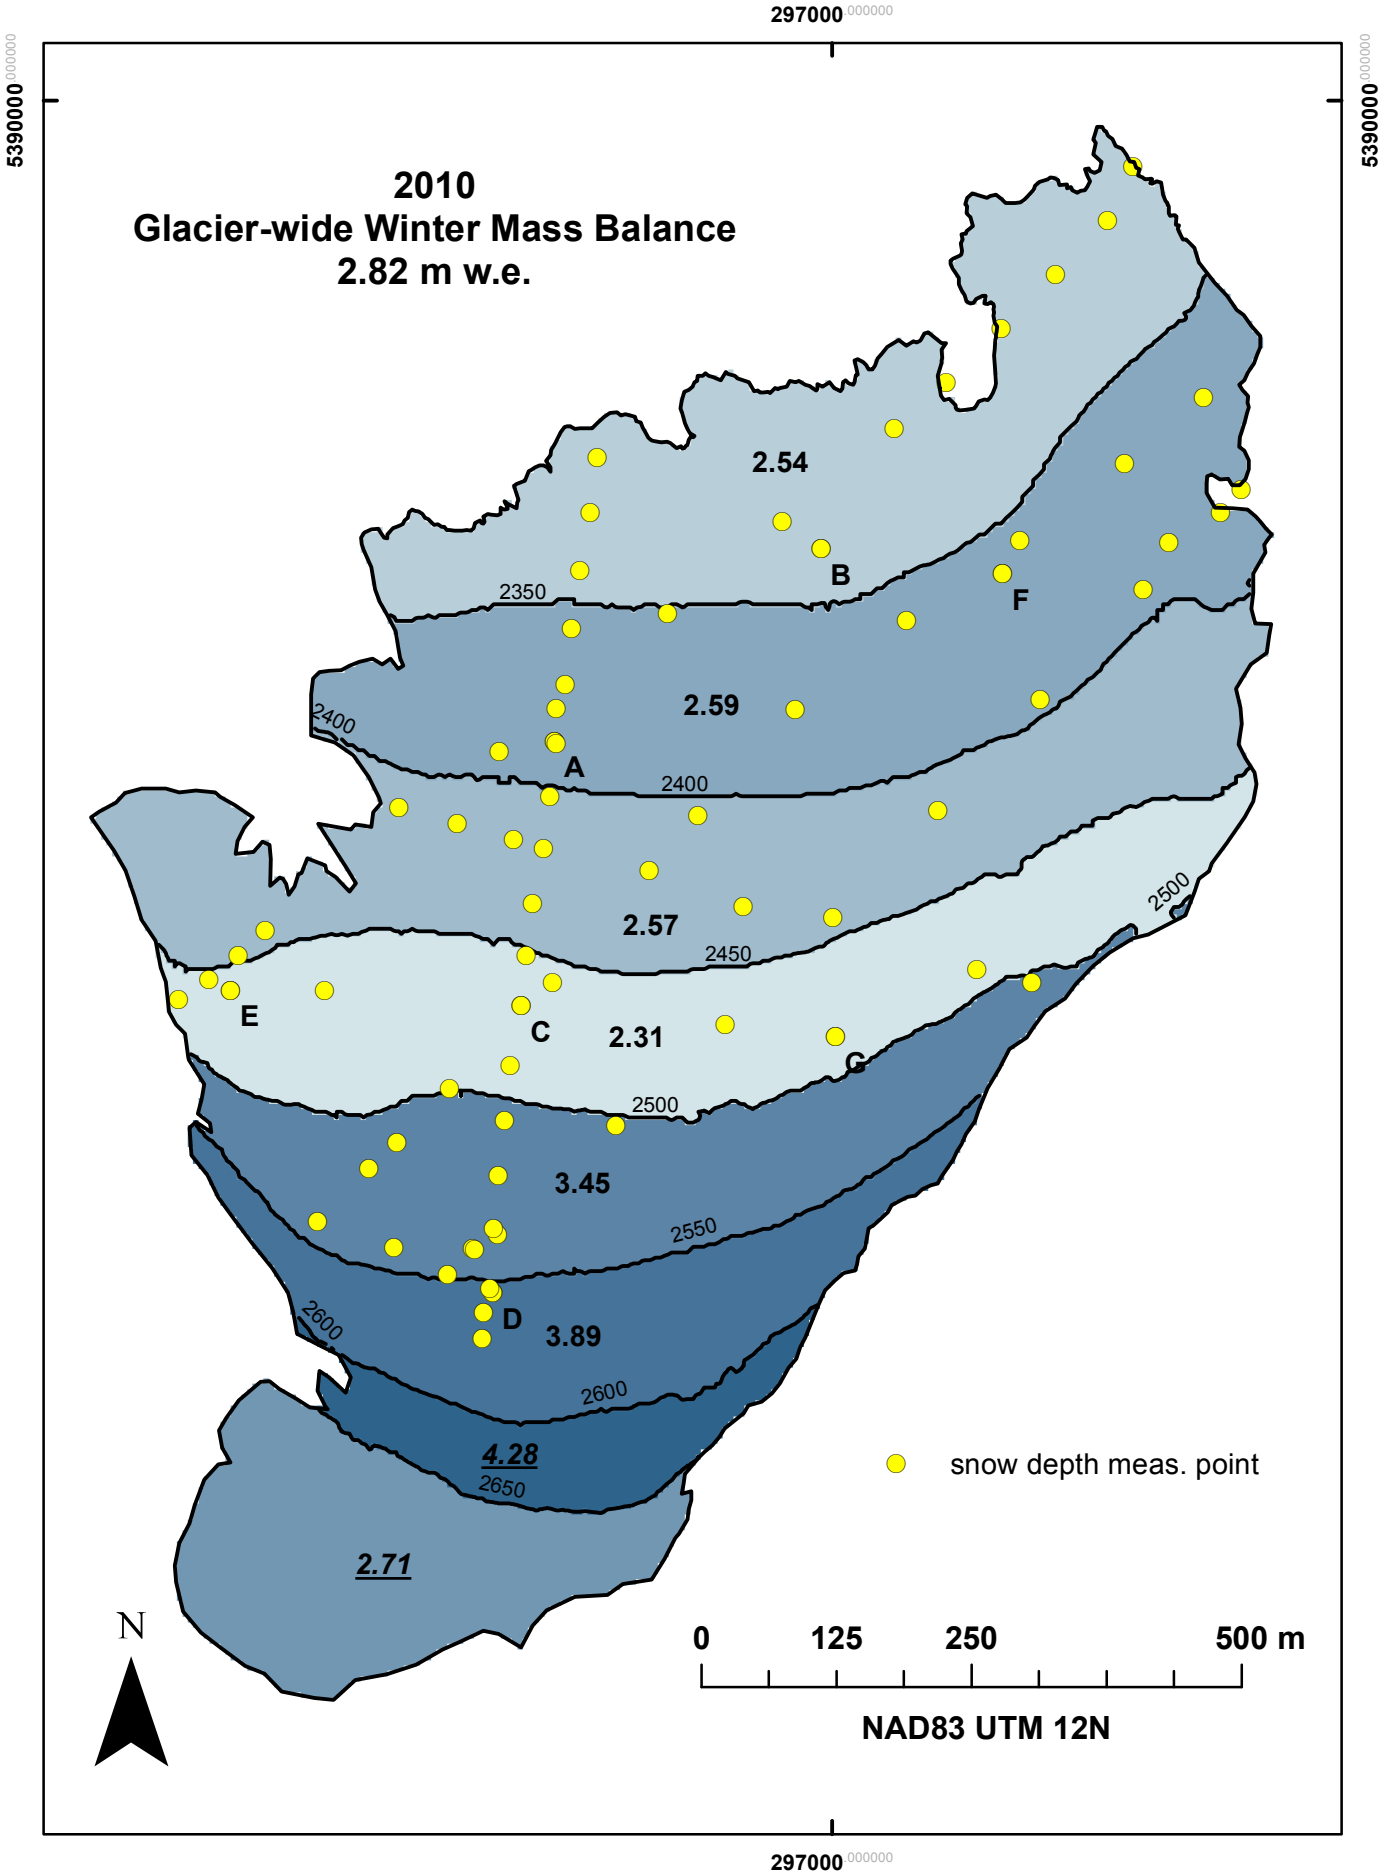 297000.000000
5390000.000000
5390000.000000
2010
Glacier-wide Winter Mass Balance
2.82 m w.e.
2.54
B
2350
F
2.59
2400
A
2400
2500
2.57
2450
E
C
2.31
G
2500
3.45
2550
D
3.89
2600
2600
4.28
2650
snow depth meas. point
2.71
N
0 125 250 500 m
NAD83 UTM 12N
297000.000000